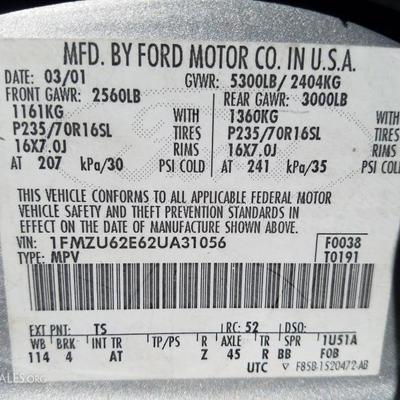 MFD. BY FORD MOTOR CO. IN U.S.A.
DATE: 03/01 GVWR: 5300LB/2404KG
FRONT GAWR: 2560LB REAR GAWR: 3000LB
1161KG WITH 1360KG WITH
P235/70R16SL TIRES P235/70R16SL TIRES
16X7.0J RIMS 16X7.0J RIMS
AT 207 kPa/30 PSI COLD AT 241 kPa/35 PSI COLD
THIS VEHICLE CONFORMS TO ALL APPLICABLE FEDERAL MOTOR
VEHICLE SAFETY AND THEFT PREVENTION STANDARDS IN
EFFECT ON THE DATE OF MANUFACTURE SHOWN ABOVE.
VIN: 1FMZU62E62UA31056 F0038
TYPE: MPV T0191
EXT PNT: TS RC: 52 DSO:
WB BRK INT TR TP/PS R AXLE TR SPR 1U51A
114 4 AT Z 45 R BB FOB
UTC F85B-1520472-AB
ALES.ORG